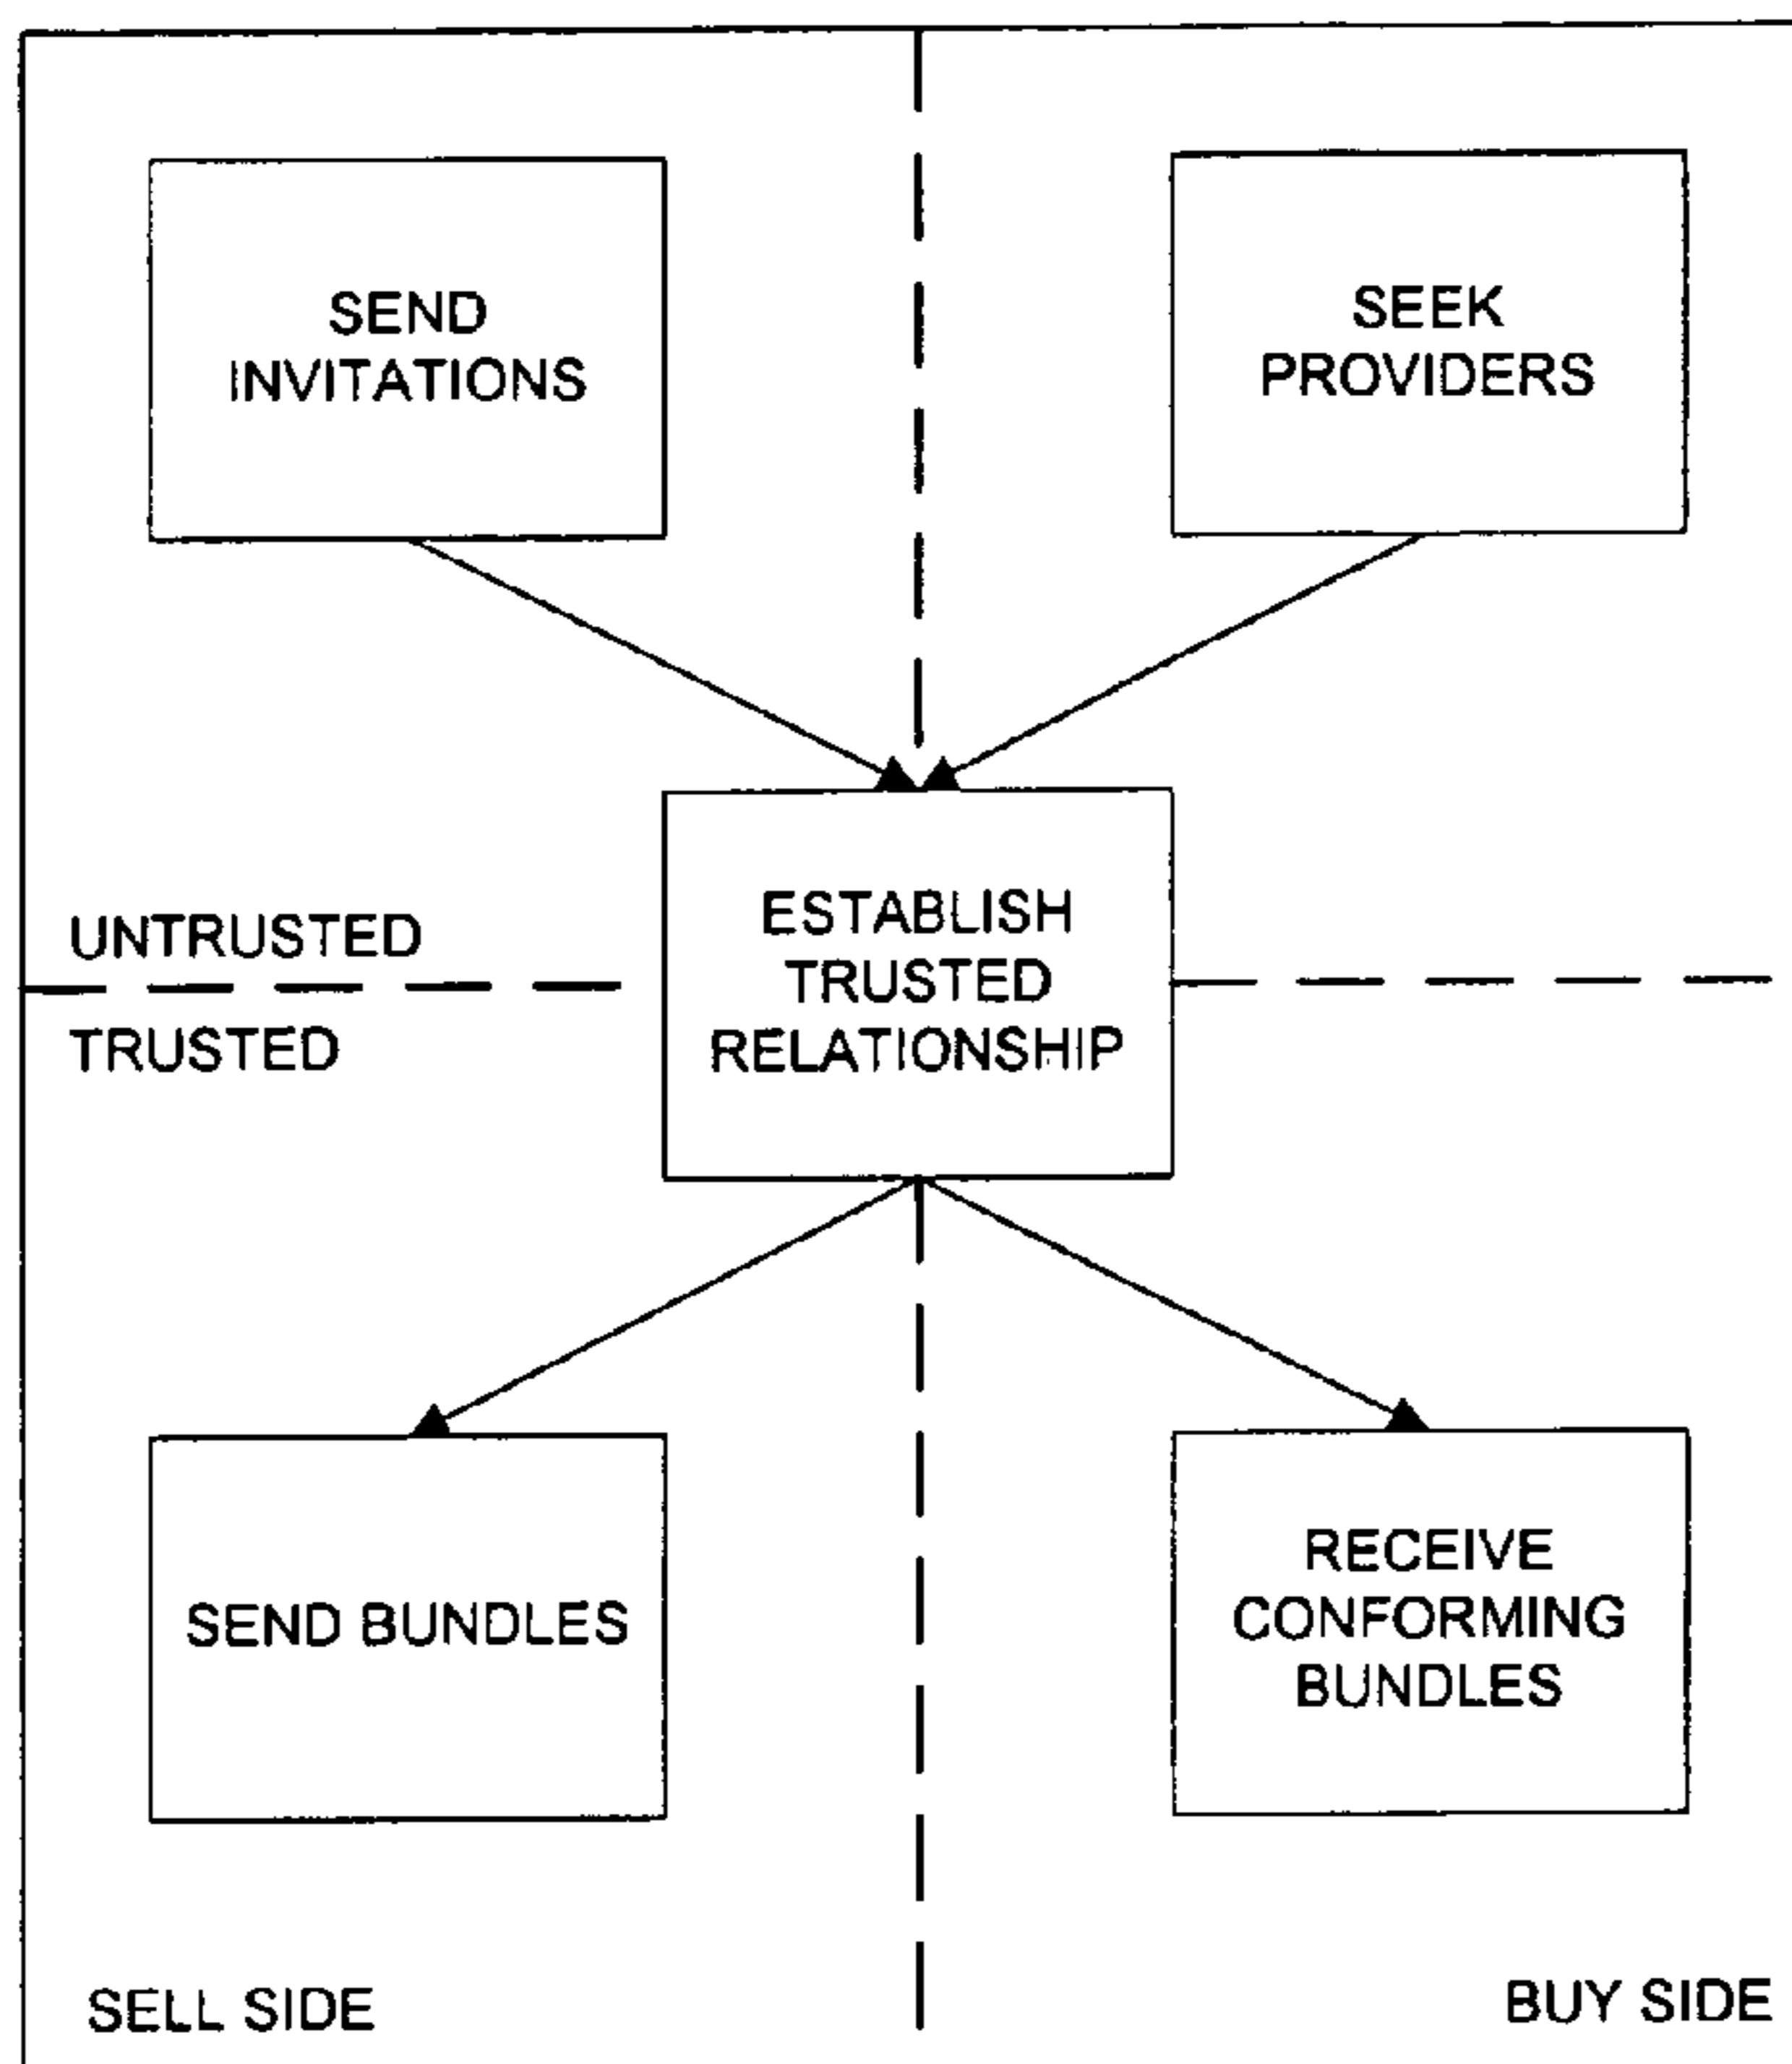 SEND
INVITATIONS
SEEK
PROVIDERS
UNTRUSTED
TRUSTED
ESTABLISH
TRUSTED
RELATIONSHIP
SEND BUNDLES
RECEIVE
CONFORMING
BUNDLES
SELL SIDE
BUY SIDE